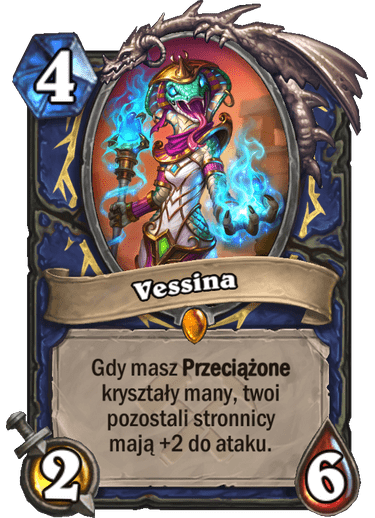 4
Vessina
Gdy masz Przeciążone
kryształy many, twoi
pozostali stronnicy
mają +2 do ataku.
2
6